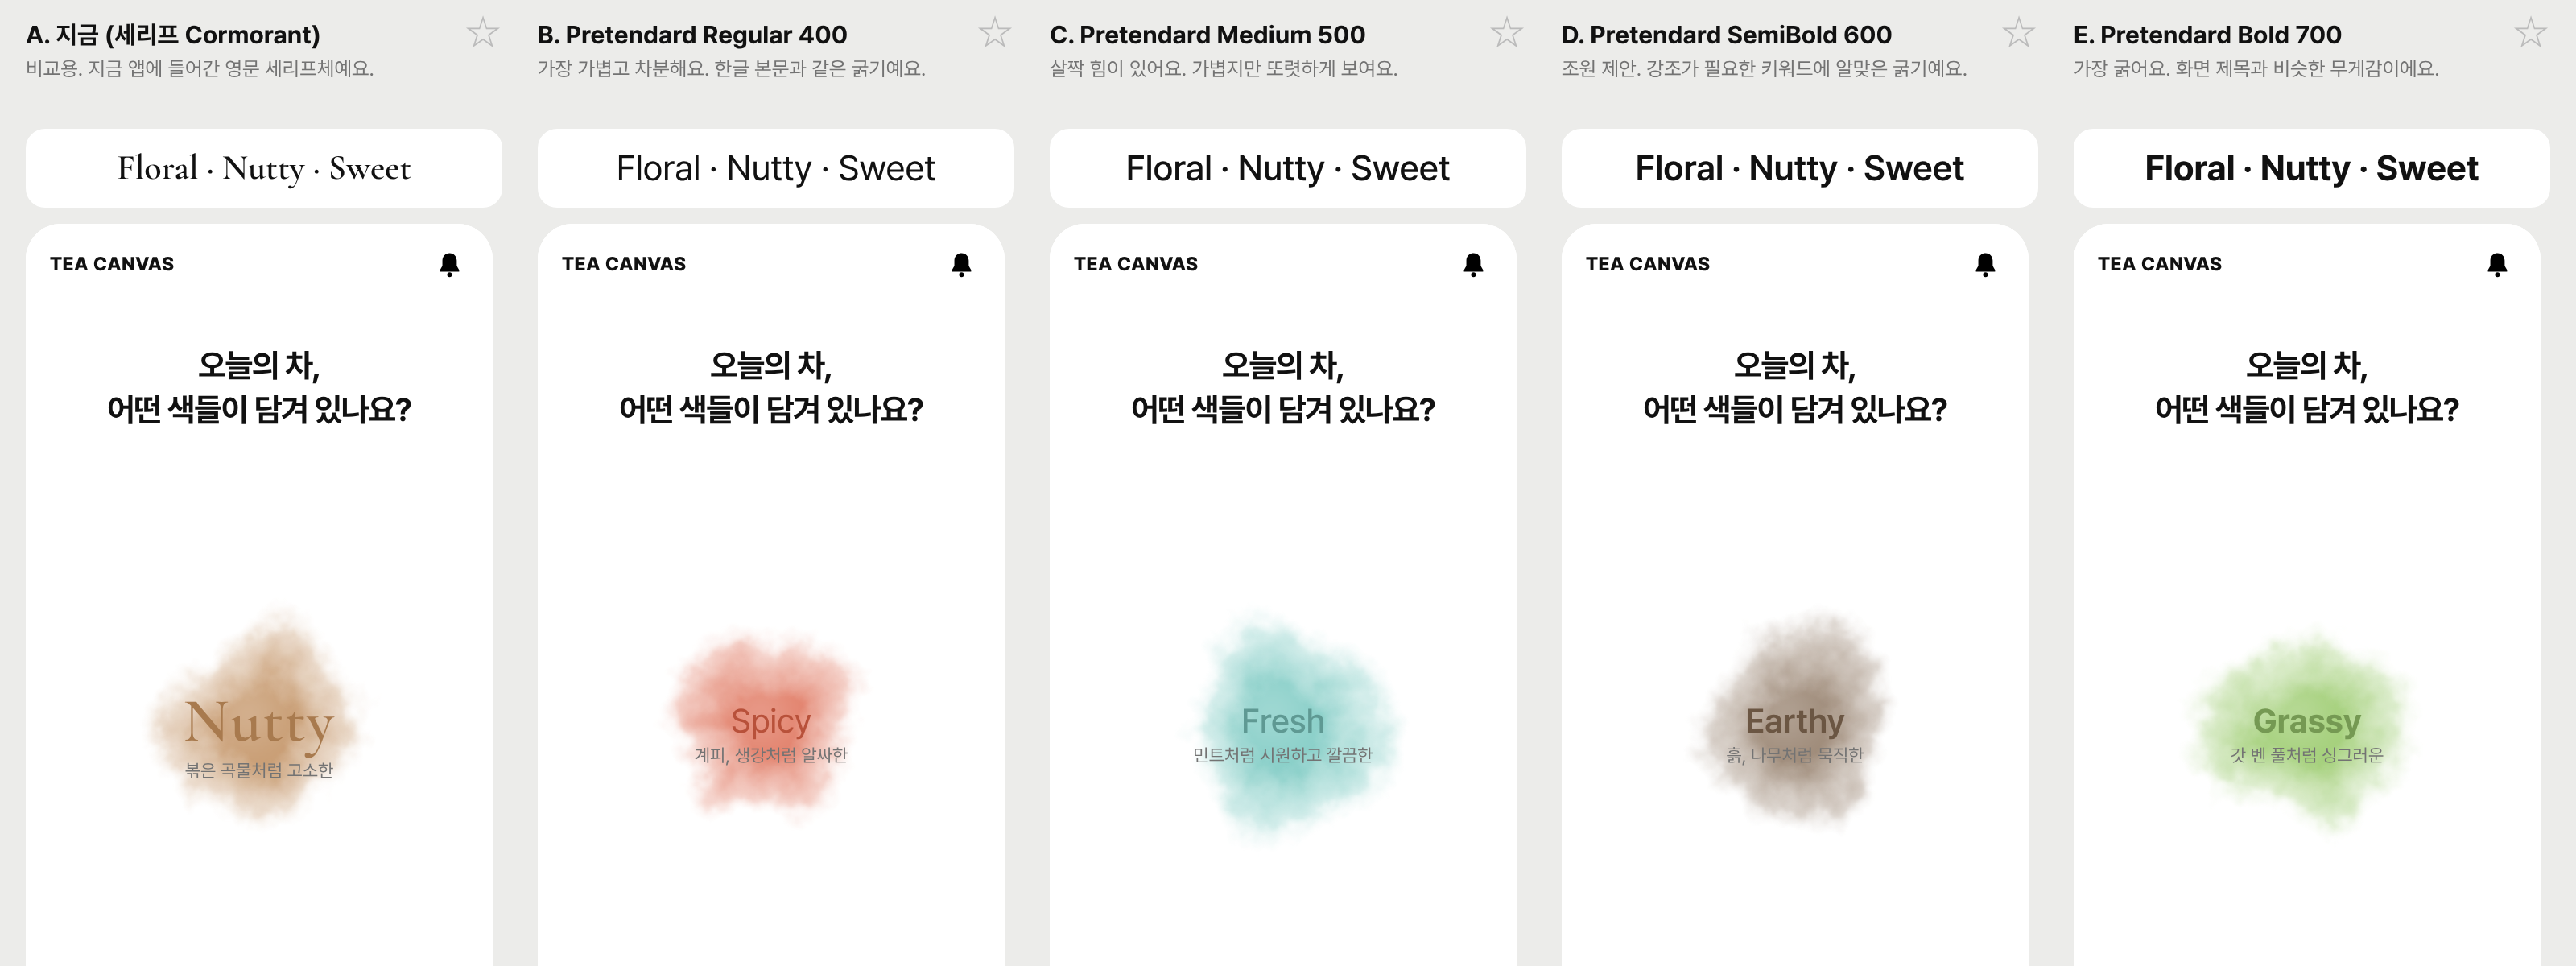 A. 지금 (세리프 Cormorant)
비교용. 지금 앱에 들어간 영문 세리프체예요.
Floral · Nutty · Sweet
TEA CANVAS
오늘의 차,
어떤 색들이 담겨 있나요?
Nutty
볶은 곡물처럼 고소한
B. Pretendard Regular 400
가장 가볍고 차분해요. 한글 본문과 같은 굵기예요.
Floral · Nutty · Sweet
TEA CANVAS
오늘의 차,
어떤 색들이 담겨 있나요?
Spicy
계피, 생강처럼 알싸한
C. Pretendard Medium 500
살짝 힘이 있어요. 가볍지만 또렷하게 보여요.
Floral · Nutty · Sweet
TEA CANVAS
오늘의 차,
어떤 색들이 담겨 있나요?
Fresh
민트처럼 시원하고 깔끔한
D. Pretendard SemiBold 600
조원 제안. 강조가 필요한 키워드에 알맞은 굵기예요.
Floral · Nutty · Sweet
TEA CANVAS
오늘의 차,
어떤 색들이 담겨 있나요?
Earthy
흙, 나무처럼 묵직한
E. Pretendard Bold 700
가장 굵어요. 화면 제목과 비슷한 무게감이에요.
Floral · Nutty · Sweet
TEA CANVAS
오늘의 차,
어떤 색들이 담겨 있나요?
Grassy
갓 벤 풀처럼 싱그러운